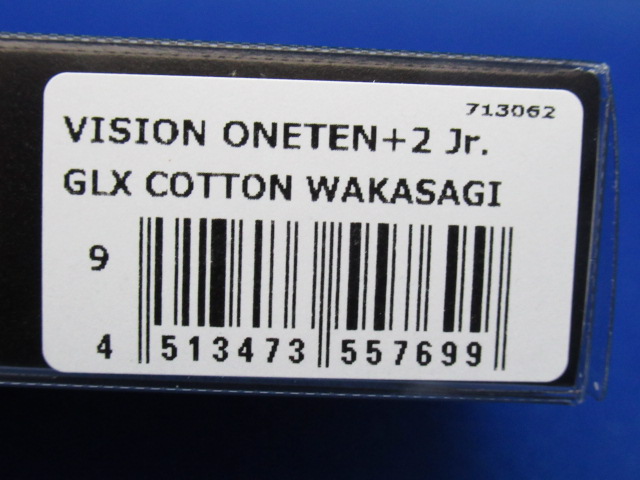 713062
VISION ONETEN+2 Jr.
GLX COTTON WAKASAGI
9
4 513473 557699